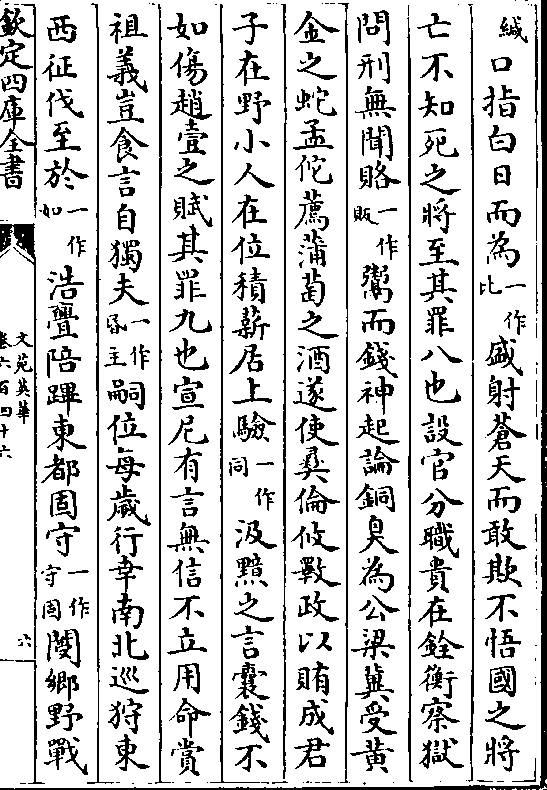 緘口指白日而為一作比盛射蒼天而敢欺不悟國之將
亡不知死之將至其罪八也設官分職貴在銓衡察獄
問刑無聞賂一作販鬻而錢神起論銅臭為公梁冀受黄
金之蛇孟佗薦蒲萄之酒遂使彛倫攸斁政以賄成君
子在野小人在位積薪居上驗一作同汲黯之言囊錢不
如傷趙壹之賦其罪九也宣尼有言無信不立用命賞
祖義豈食言自獨夫一作昏主嗣位每歲行幸南北巡狩東
西征伐至於一作如浩亹陪蹕東都固守一作守固閿鄉野戰
欽定四庫全書
文苑英華
卷六百四十六
六